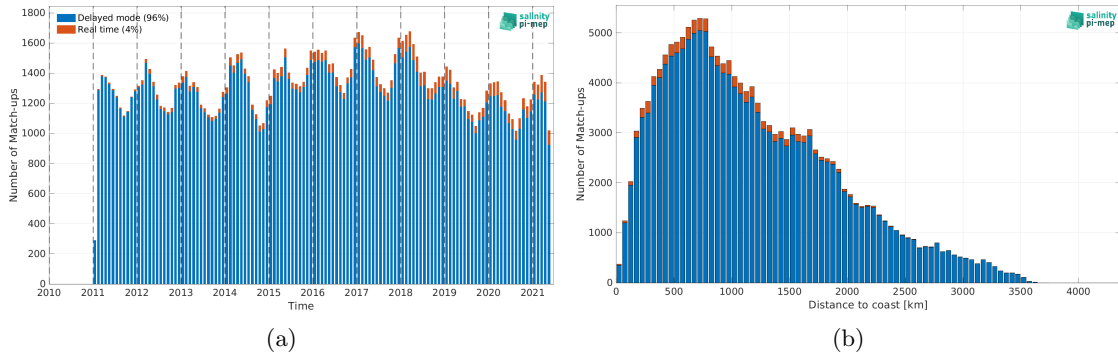 1800
1600
1400
1200
1000
800
600
400
200
0
Number of Match-ups
Delayed mode (96%)
Real time (4%)
salinity
pi-mep
2010 2011 2012 2013 2014 2015 2016 2017 2018 2019 2020 2021
Time
(a)
5000
4000
3000
2000
1000
0
Number of Match-ups
salinity
pi-mep
0 500 1000 1500 2000 2500 3000 3500 4000
Distance to coast [km]
(b)